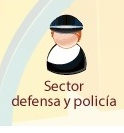 Sector
defensa y policía